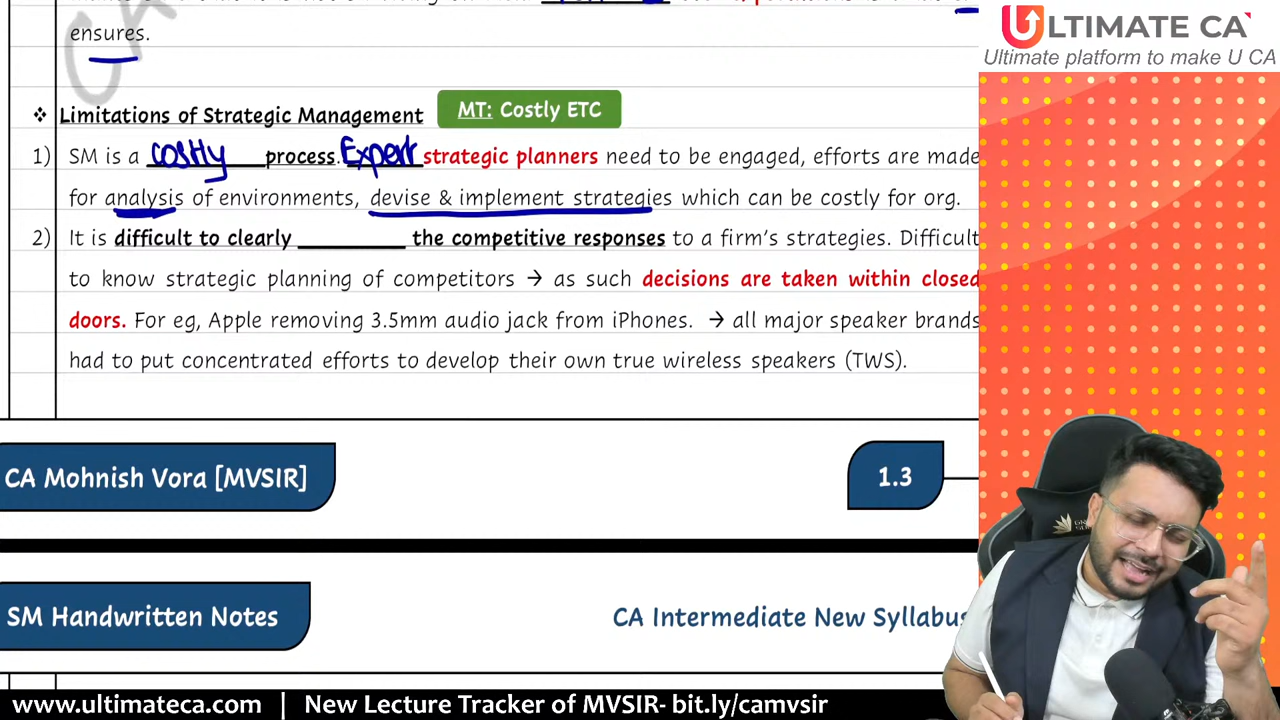 ULTIMATE CA
Ultimate platform to make U CA
ensures.
❖ Limitations of Strategic Management MT: Costly ETC
1) SM is a costly process. Expert strategic planners need to be engaged, efforts are made
for analysis of environments, devise & implement strategies which can be costly for org.
2) It is difficult to clearly __________ the competitive responses to a firm's strategies. Difficult
to know strategic planning of competitors → as such decisions are taken within closed
doors. For eg, Apple removing 3.5mm audio jack from iPhones. → all major speaker brands
had to put concentrated efforts to develop their own true wireless speakers (TWS).
CA Mohnish Vora [MVSIR] 1.3
SM Handwritten Notes CA Intermediate New Syllabus
www.ultimateca.com | New Lecture Tracker of MVSIR- bit.ly/camvsir